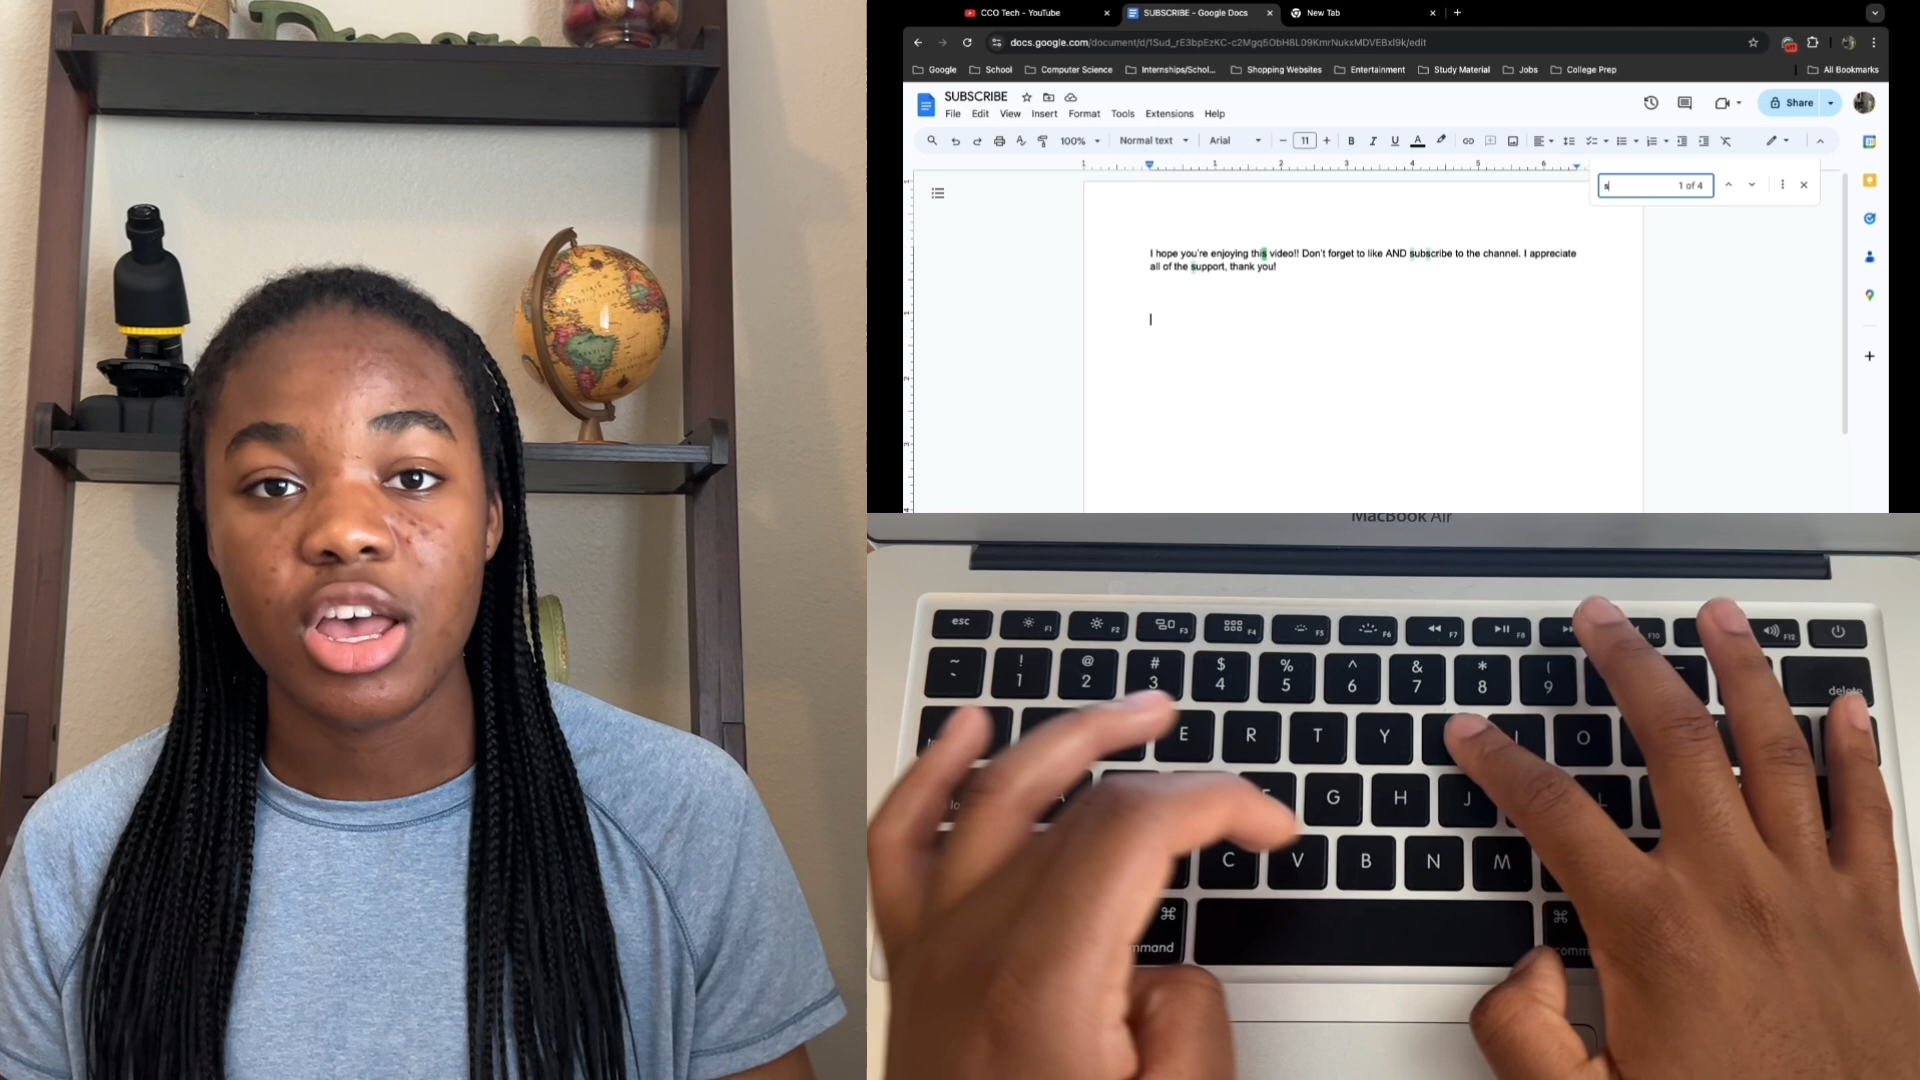 CCO Tech - YouTube
SUBSCRIBE - Google Docs
New Tab
docs.google.com/document/d/1Sud_rE3bpEzKC-c2Mgq5ObH8L09KmrNukxMDVEBxI9k/edit
Google
School
Computer Science
Internships/Schol...
Shopping Websites
Entertainment
Study Material
Jobs
College Prep
All Bookmarks
SUBSCRIBE
File Edit View Insert Format Tools Extensions Help
Share
100%
Normal text
Arial
11
s 1 of 4
I hope you're enjoying this video!! Don't forget to like AND subscribe to the channel. I appreciate
all of the support, thank you!
MacBook Air
esc F1 F2 F3 F4 F5 F6 F7 F8 F10 F12
~ ` ! 1 @ 2 # 3 $ 4 % 5 ^ 6 & 7 * 8 ( 9 delete
E R T Y O
G H J L
C V B N M